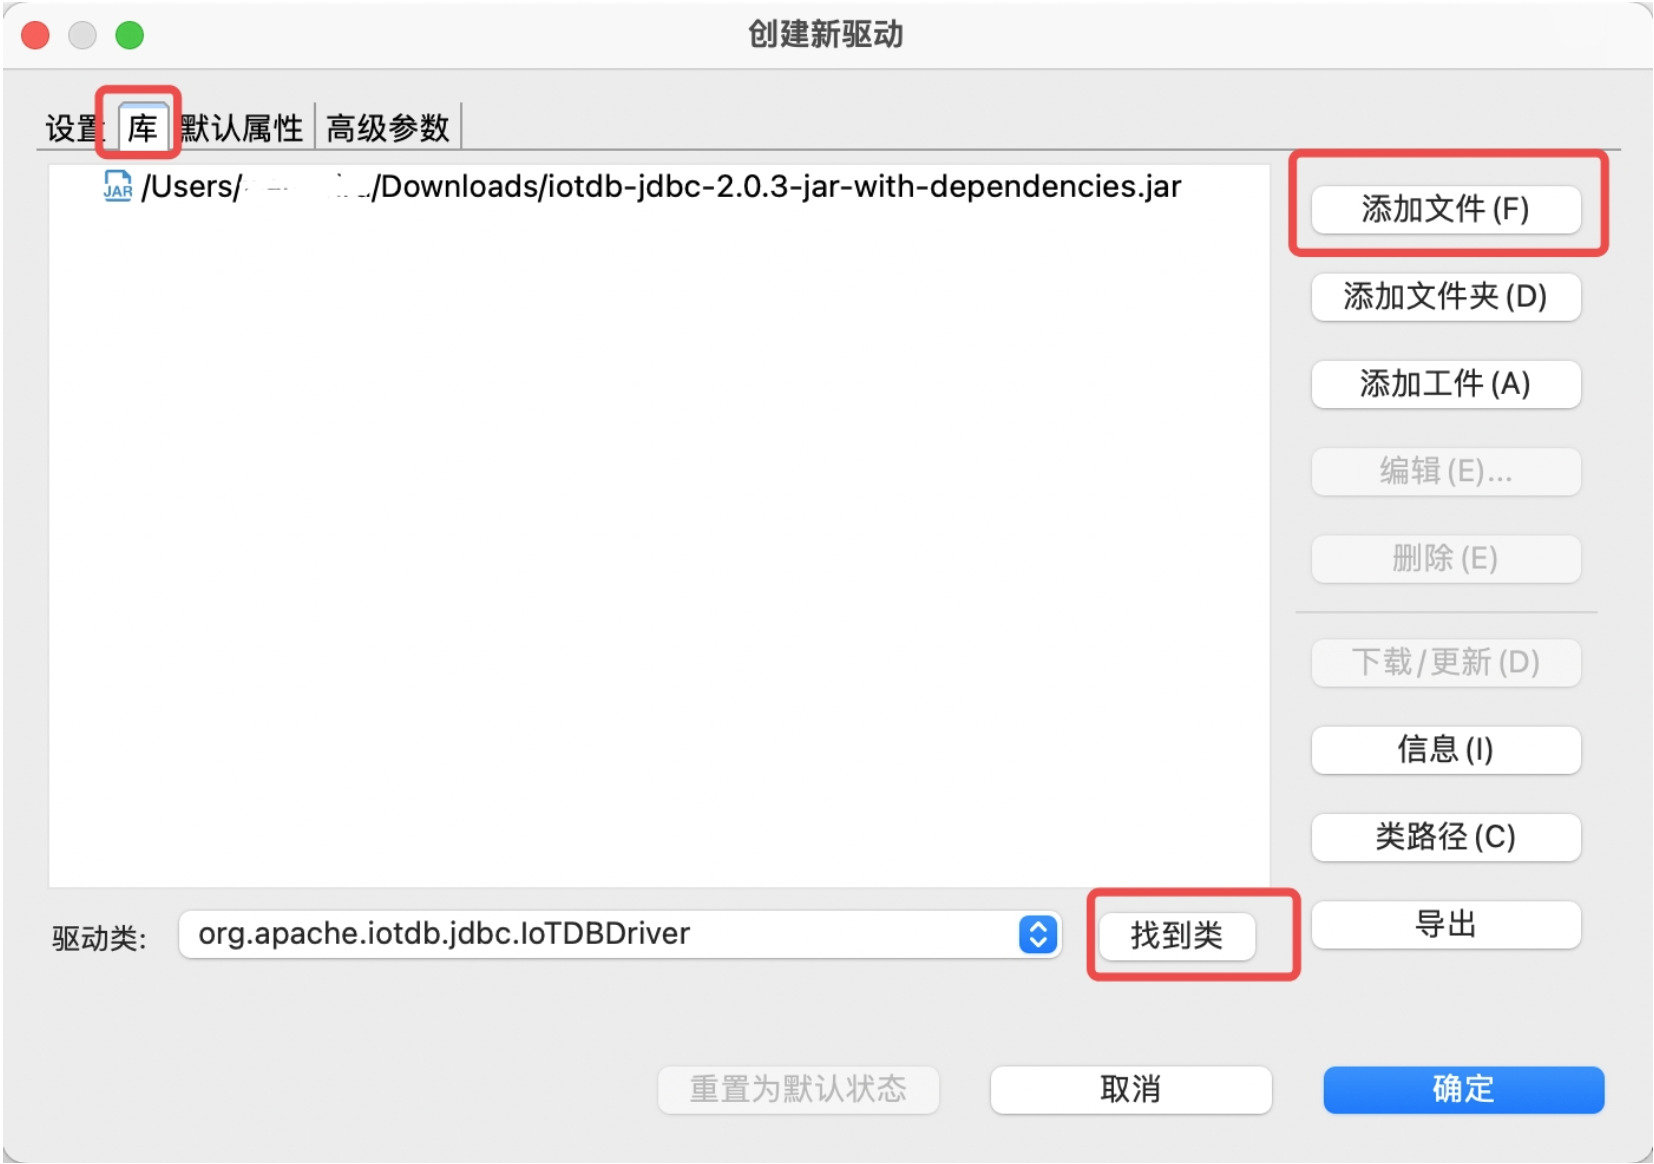 创建新驱动
设置 库 默认属性 高级参数
JAR /Users/ /Downloads/iotdb-jdbc-2.0.3-jar-with-dependencies.jar
添加文件(F)
添加文件夹(D)
添加工件(A)
编辑(E)...
删除(E)
下载/更新(D)
信息(I)
类路径(C)
导出
驱动类: org.apache.iotdb.jdbc.IoTDBDriver 找到类
重置为默认状态 取消 确定